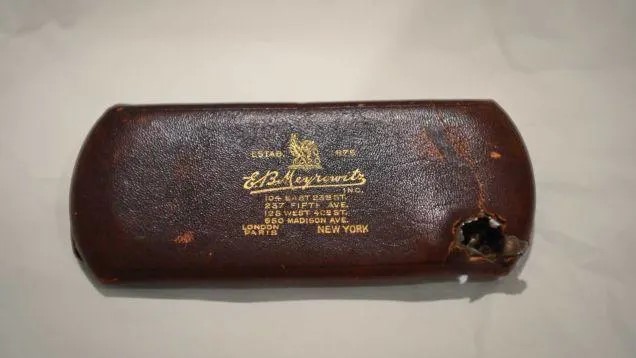 ESTAB. 1875
E.B. Meyrowitz
INC.
104 EAST 23RD ST.
237 FIFTH AVE.
125 WEST 42ND ST.
650 MADISON AVE.
LONDON
PARIS
NEW YORK